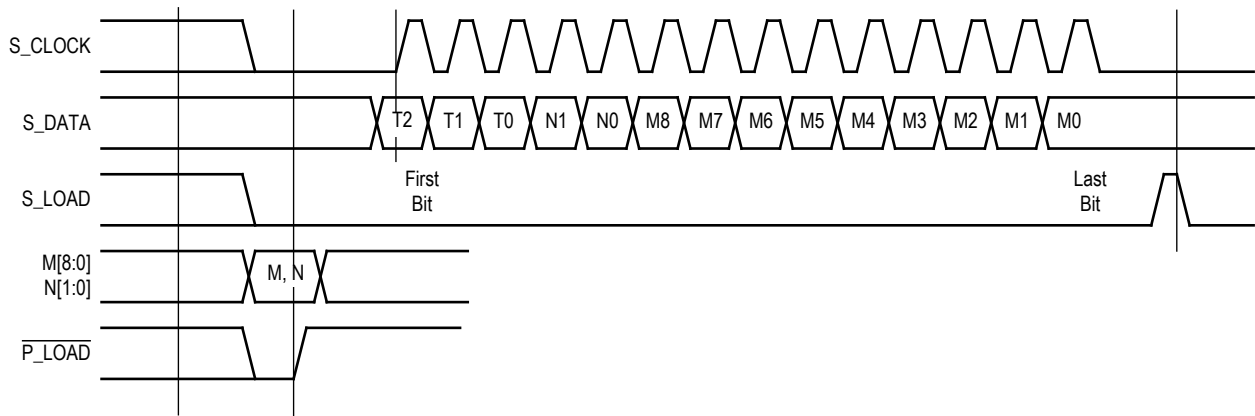 S_CLOCK
S_DATA
T2 T1 T0 N1 N0 M8 M7 M6 M5 M4 M3 M2 M1 M0
First
Bit
Last
Bit
S_LOAD
M[8:0]
N[1:0]
M, N
P_LOAD